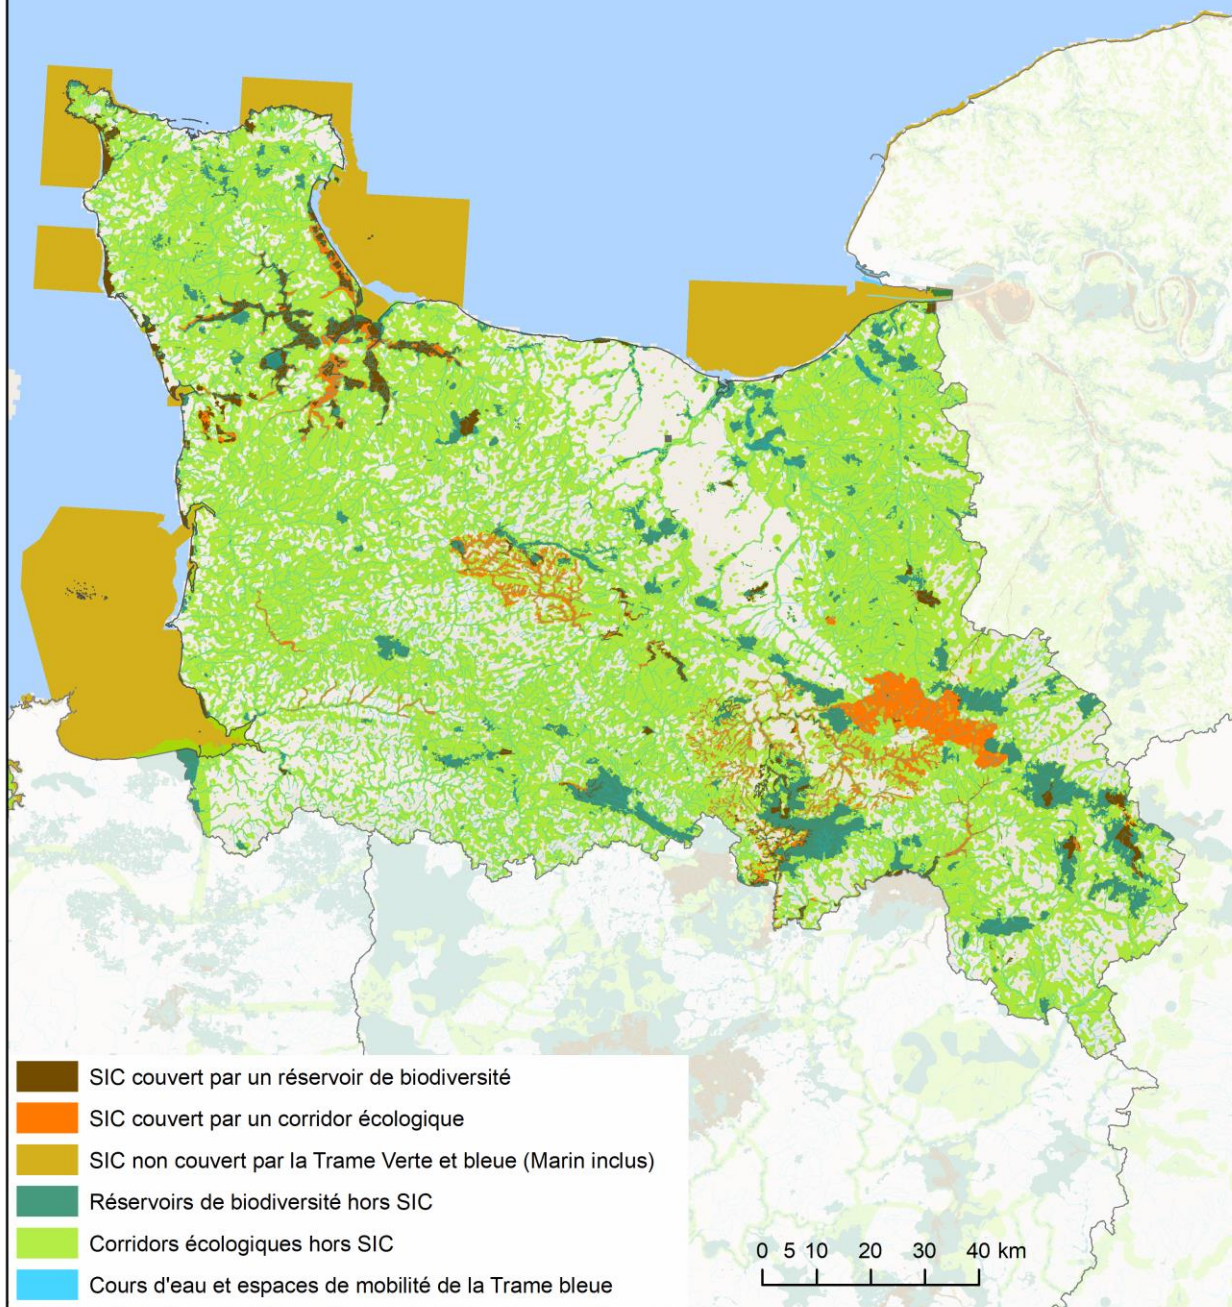 SIC couvert par un réservoir de biodiversité
SIC couvert par un corridor écologique
SIC non couvert par la Trame Verte et bleue (Marin inclus)
Réservoirs de biodiversité hors SIC
Corridors écologiques hors SIC
Cours d'eau et espaces de mobilité de la Trame bleue
0 5 10 20 30 40 km